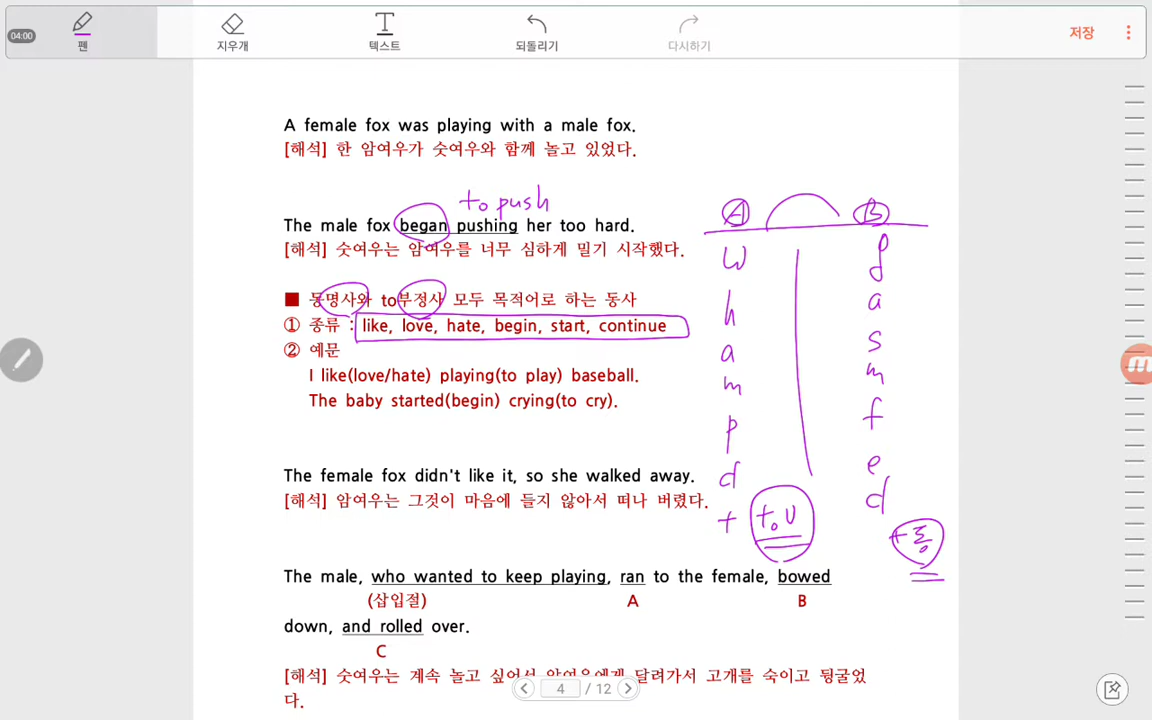 04:00
펜
지우개
텍스트
되돌리기
다시하기
저장
A female fox was playing with a male fox.
[해석] 한 암여우가 숫여우와 함께 놀고 있었다.
to push
The male fox began pushing her too hard.
[해석] 숫여우는 암여우를 너무 심하게 밀기 시작했다.
■ 동명사와 to부정사 모두 목적어로 하는 동사
① 종류 : like, love, hate, begin, start, continue
② 예문
I like(love/hate) playing(to play) baseball.
The baby started(begin) crying(to cry).
The female fox didn't like it, so she walked away.
[해석] 암여우는 그것이 마음에 들지 않아서 떠나 버렸다.
The male, who wanted to keep playing, ran to the female, bowed
(삽입절) A B
down, and rolled over.
C
[해석] 숫여우는 계속 놀고 싶어서 암여우에게 달려가서 고개를 숙이고 뒹굴었
다.
A B
w
h
a
m
p
d
+ to V
g
a
s
m
f
e
d
+ 동
4 / 12